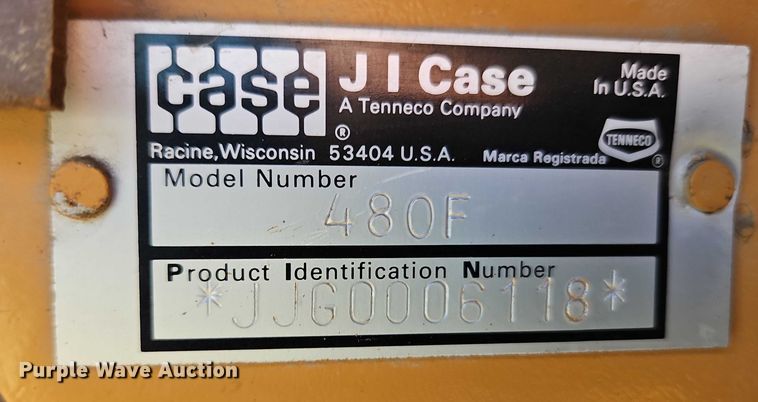 case
®
J I Case
A Tenneco Company
Made
In U.S.A.
TENNECO
®
Racine, Wisconsin 53404 U.S.A.
Marca Registrada
Model Number
480F
Product Identification Number
*JJG0006118*
Purple Wave Auction